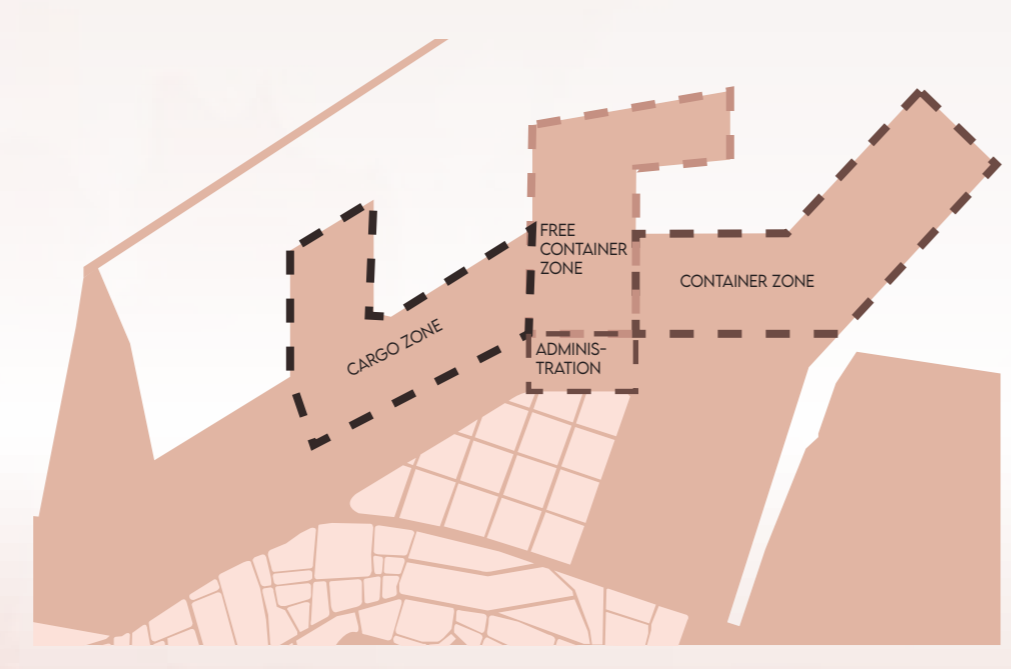 FREE
CONTAINER
ZONE
CONTAINER ZONE
CARGO ZONE
ADMINIS-
TRATION